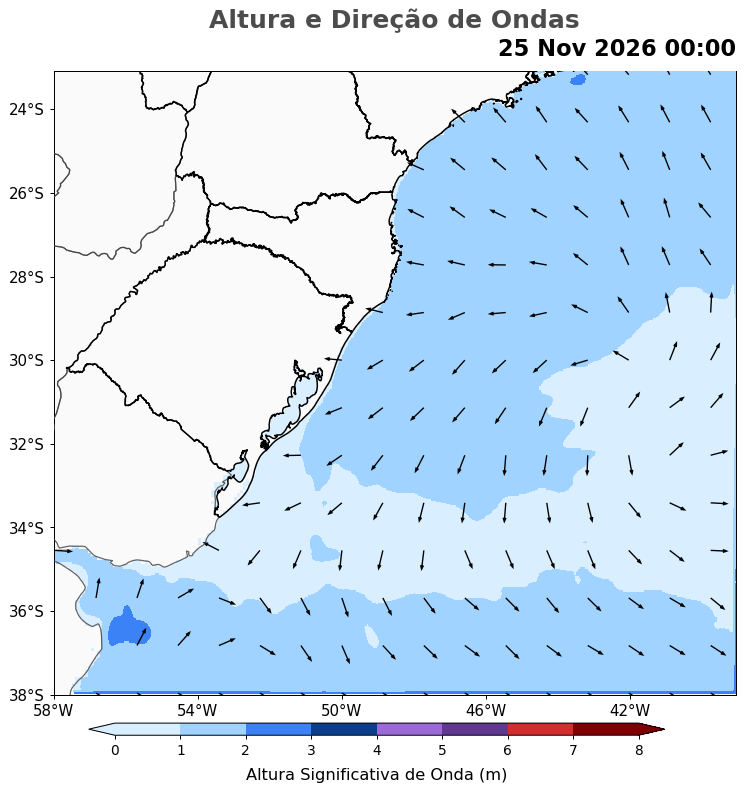 Altura e Direção de Ondas
25 Nov 2026 00:00
24°S
26°S
28°S
30°S
32°S
34°S
36°S
38°S
58°W 54°W 50°W 46°W 42°W
0 1 2 3 4 5 6 7 8
Altura Significativa de Onda (m)